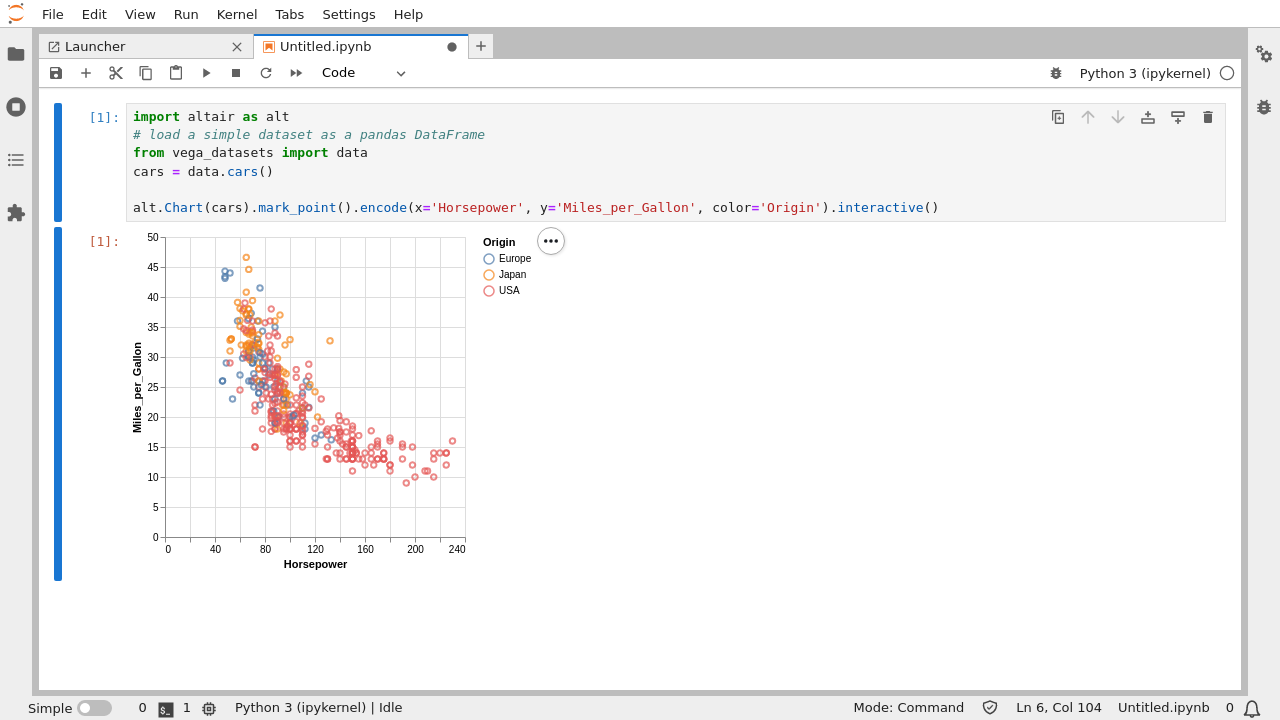 File Edit View Run Kernel Tabs Settings Help
Launcher
Untitled.ipynb
Code
Python 3 (ipykernel)
[1]:
import altair as alt
# load a simple dataset as a pandas DataFrame
from vega_datasets import data
cars = data.cars()
alt.Chart(cars).mark_point().encode(x='Horsepower', y='Miles_per_Gallon', color='Origin').interactive()
[1]:
50
45
40
35
30
25
20
15
10
5
0
Miles_per_Gallon
0 40 80 120 160 200 240
Horsepower
Origin
Europe
Japan
USA
Simple 0 $_ 1 Python 3 (ipykernel) | Idle Mode: Command Ln 6, Col 104 Untitled.ipynb 0